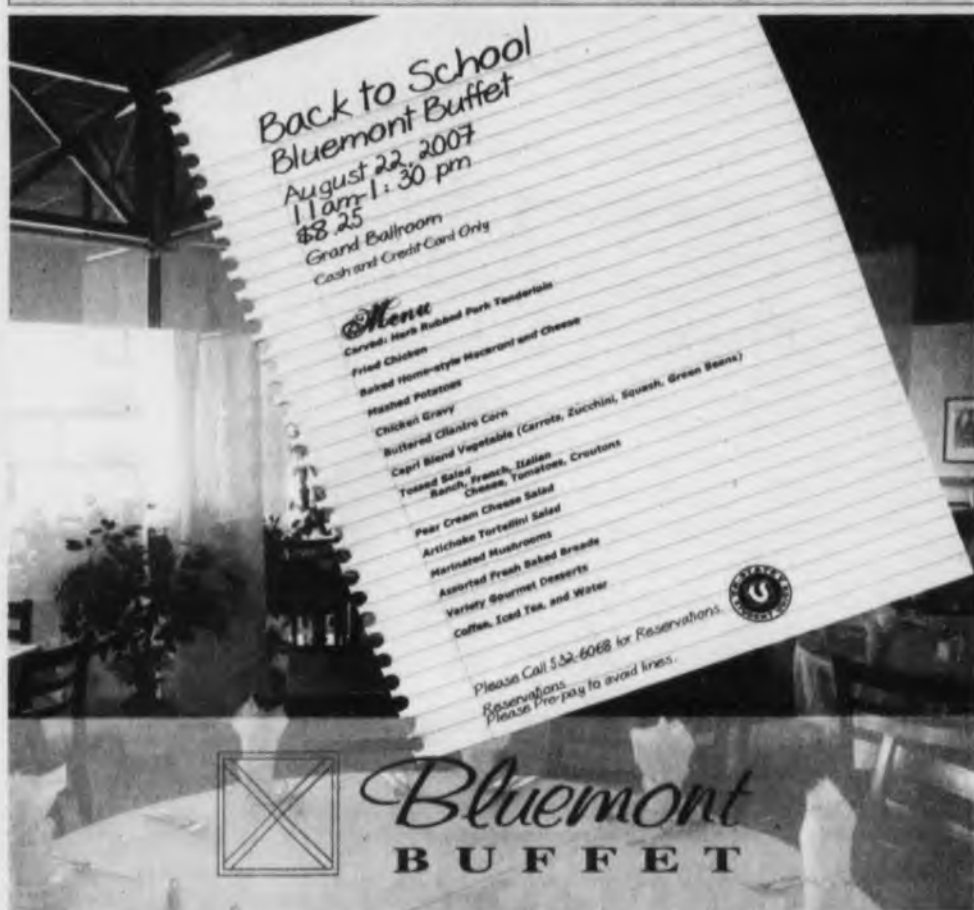 Back to School
Bluemont Buffet
August 22, 2007
11am-1:30 pm
$8.25
Grand Ballroom
Cash and Credit Card Only
Menu
Carved: Herb Rubbed Pork Tenderloin
Fried Chicken
Baked Home-style Macaroni and Cheese
Mashed Potatoes
Chicken Gravy
Buttered Cilantro Corn
Capri Blend Vegetable (Carrots, Zucchini, Squash, Green Beans)
Tossed Salad
Ranch, French, Italian
Cheese, Tomatoes, Croutons
Pear Cream Cheese Salad
Artichoke Tortellini Salad
Marinated Mushrooms
Assorted Fresh Baked Breads
Variety Gourmet Desserts
Coffee, Iced Tea, and Water
Please Call 532-6068 for Reservations.
Reservations
Please Pre-pay to avoid lines.
Bluemont
BUFFET